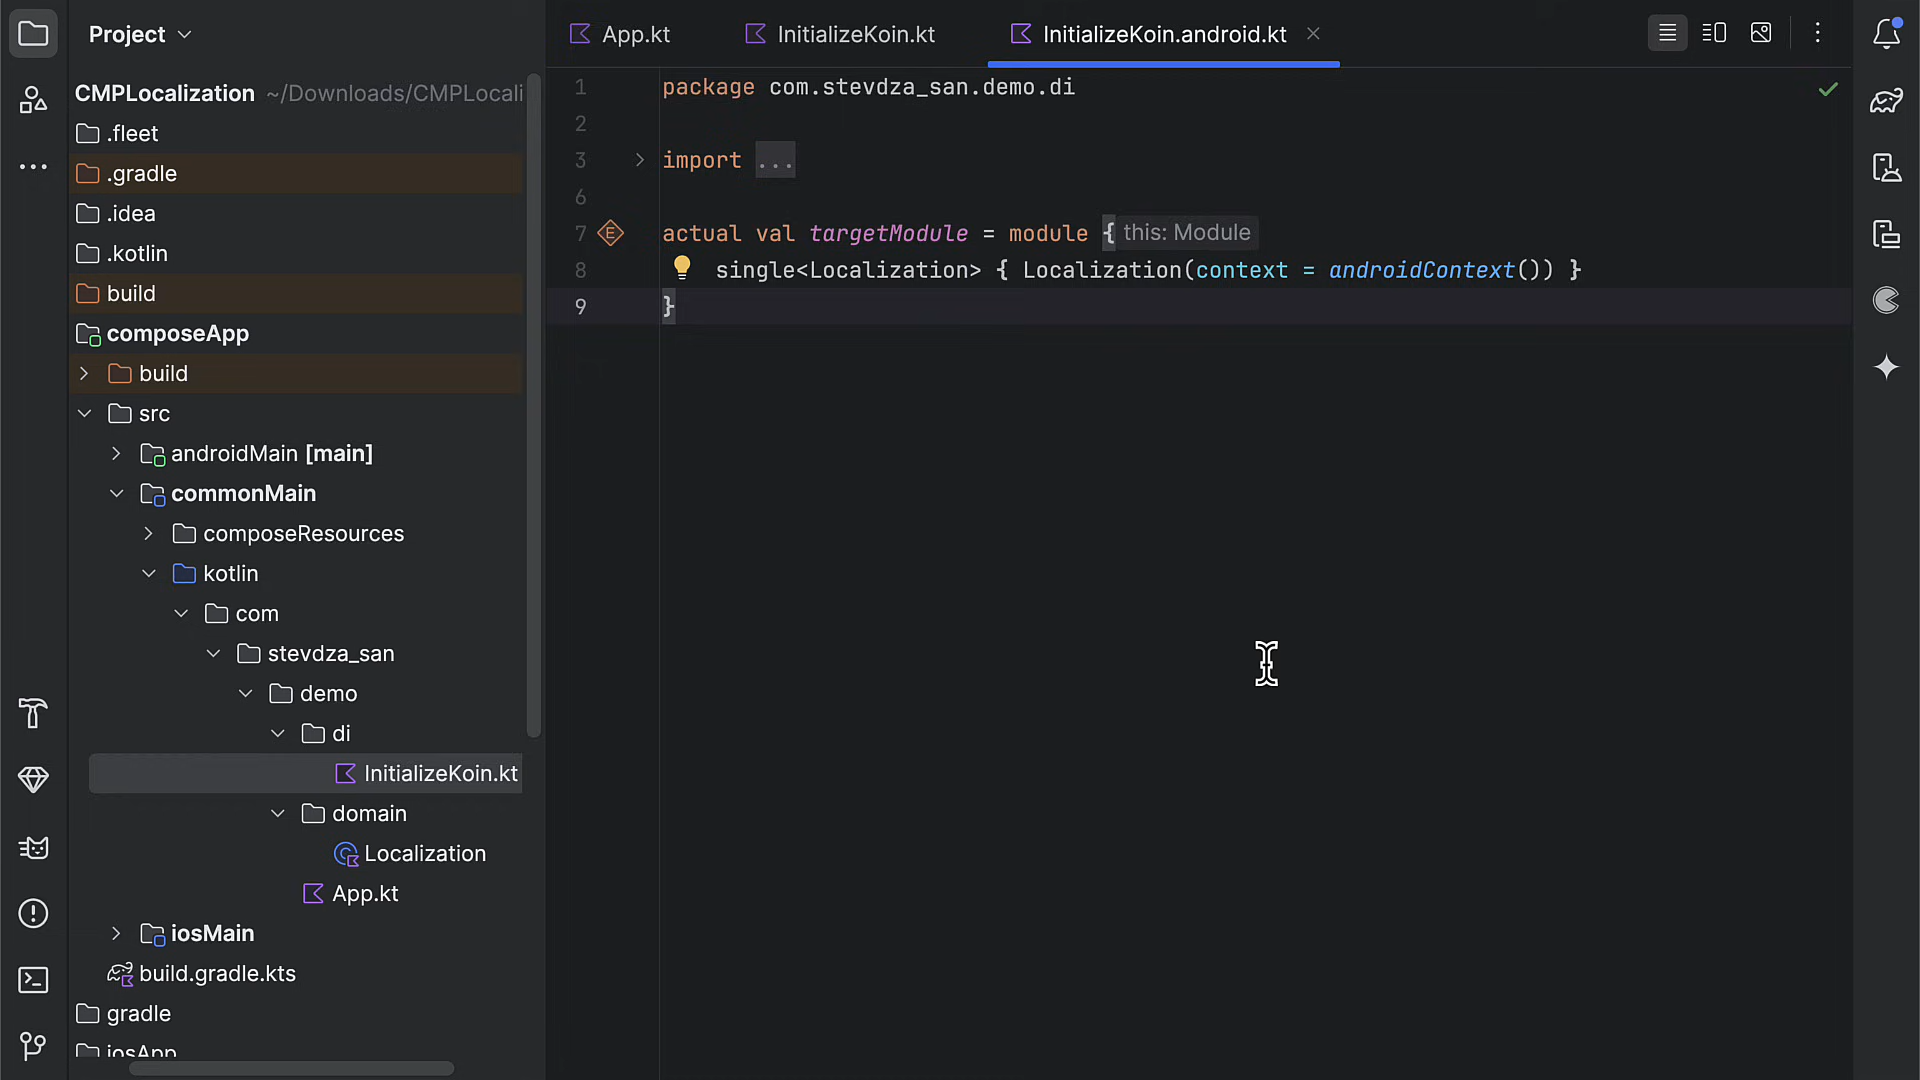 Project
CMPLocalization ~/Downloads/CMPLocali
.fleet
.gradle
.idea
.kotlin
build
composeApp
build
src
androidMain [main]
commonMain
composeResources
kotlin
com
stevdza_san
demo
di
InitializeKoin.kt
domain
Localization
App.kt
iosMain
build.gradle.kts
gradle
iosApp
App.kt InitializeKoin.kt InitializeKoin.android.kt
1 package com.stevdza_san.demo.di
2
3 import ...
6
7 E actual val targetModule = module { this: Module
8 single<Localization> { Localization(context = androidContext()) }
9 }